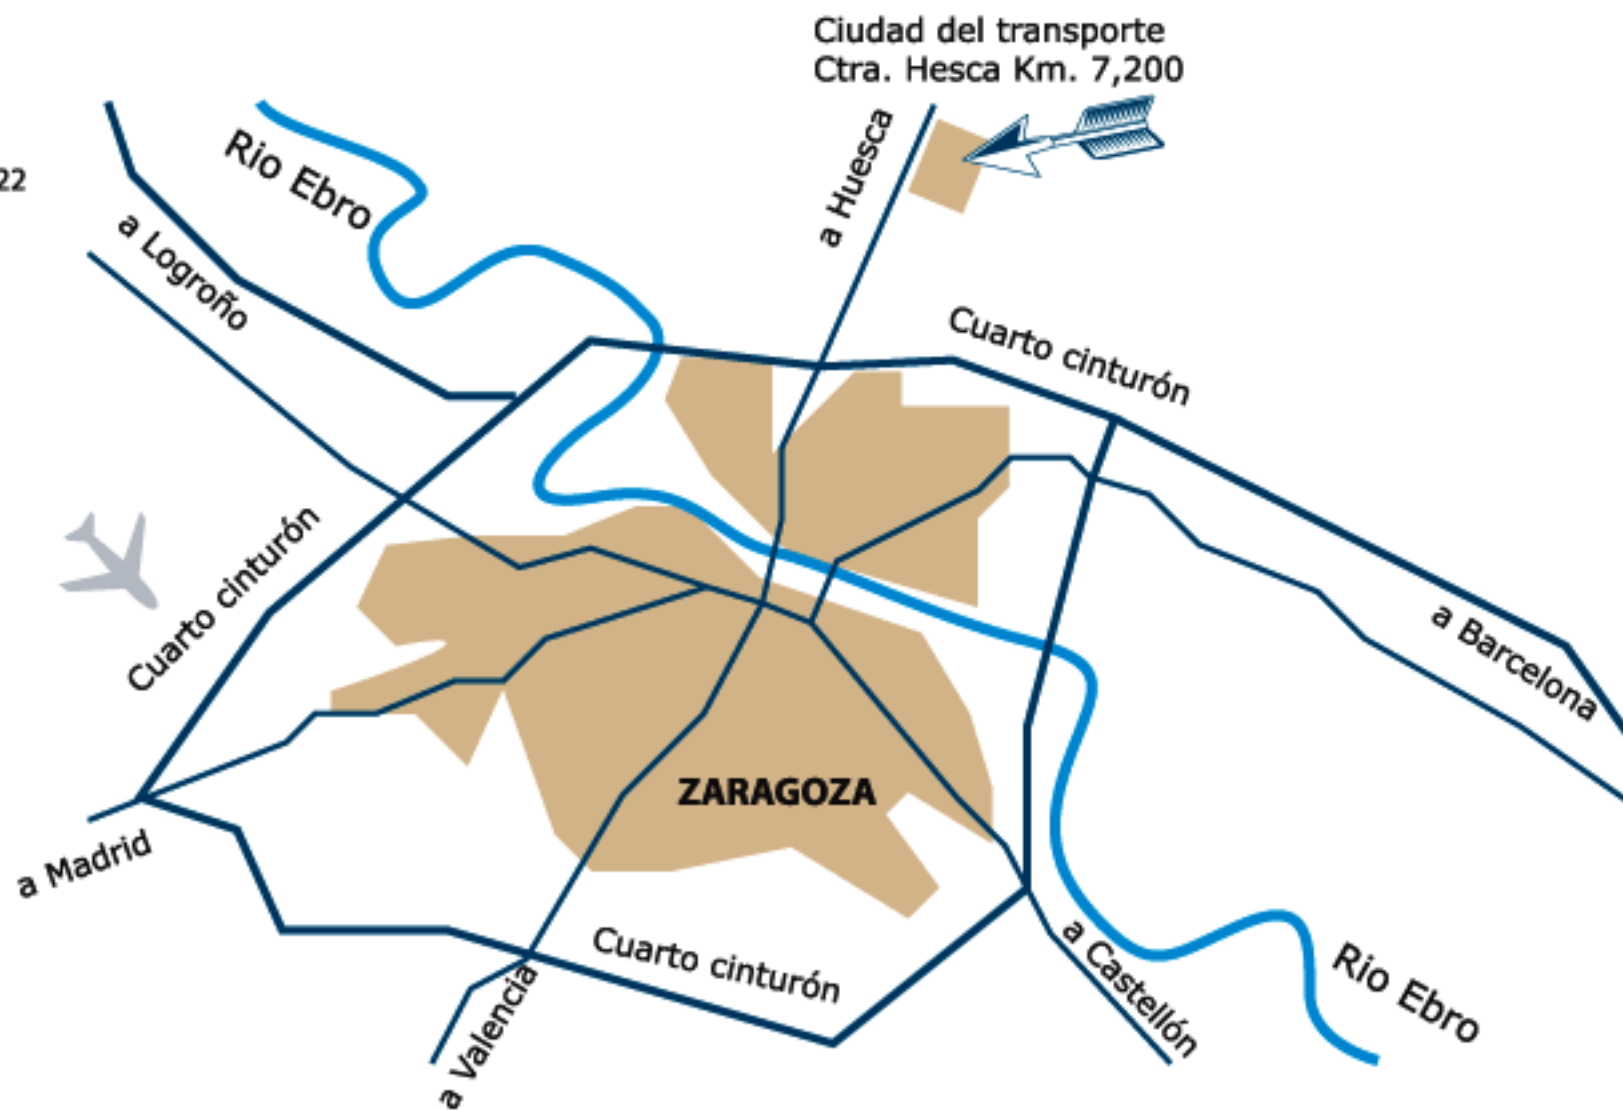 Ciudad del transporte
Ctra. Hesca Km. 7,200
22
Rio Ebro
a Huesca
a Logroño
Cuarto cinturón
Cuarto cinturón
a Barcelona
ZARAGOZA
a Madrid
Cuarto cinturón
a Castellón
Rio Ebro
a Valencia